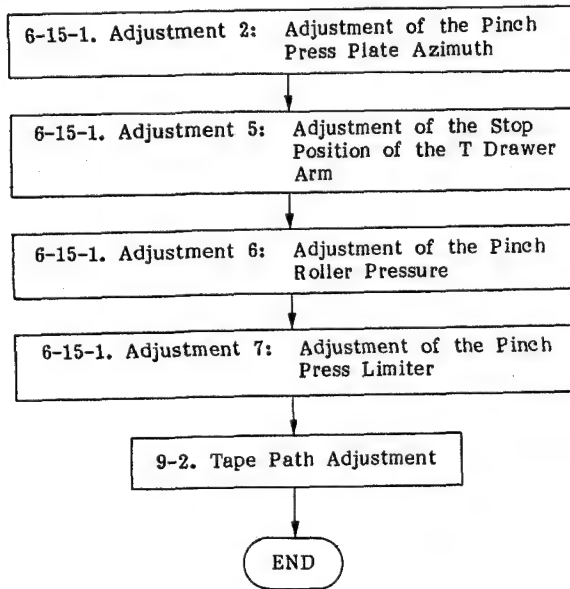 6-15-1. Adjustment 2: Adjustment of the Pinch
Press Plate Azimuth
6-15-1. Adjustment 5: Adjustment of the Stop
Position of the T Drawer
Arm
6-15-1. Adjustment 6: Adjustment of the Pinch
Roller Pressure
6-15-1. Adjustment 7: Adjustment of the Pinch
Press Limiter
9-2. Tape Path Adjustment
END